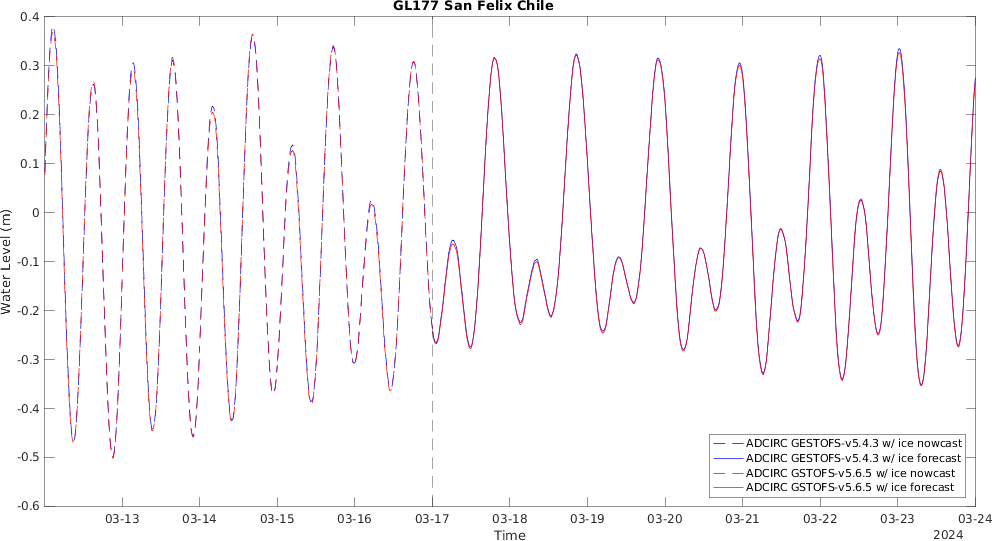 GL177 San Felix Chile
Water Level (m)
0.4
0.3
0.2
0.1
0
-0.1
-0.2
-0.3
-0.4
-0.5
-0.6
ADCIRC GESTOFS-v5.4.3 w/ ice nowcast
ADCIRC GESTOFS-v5.4.3 w/ ice forecast
ADCIRC GSTOFS-v5.6.5 w/ ice nowcast
ADCIRC GSTOFS-v5.6.5 w/ ice forecast
03-13 03-14 03-15 03-16 03-17 03-18 03-19 03-20 03-21 03-22 03-23 03-24
Time
2024